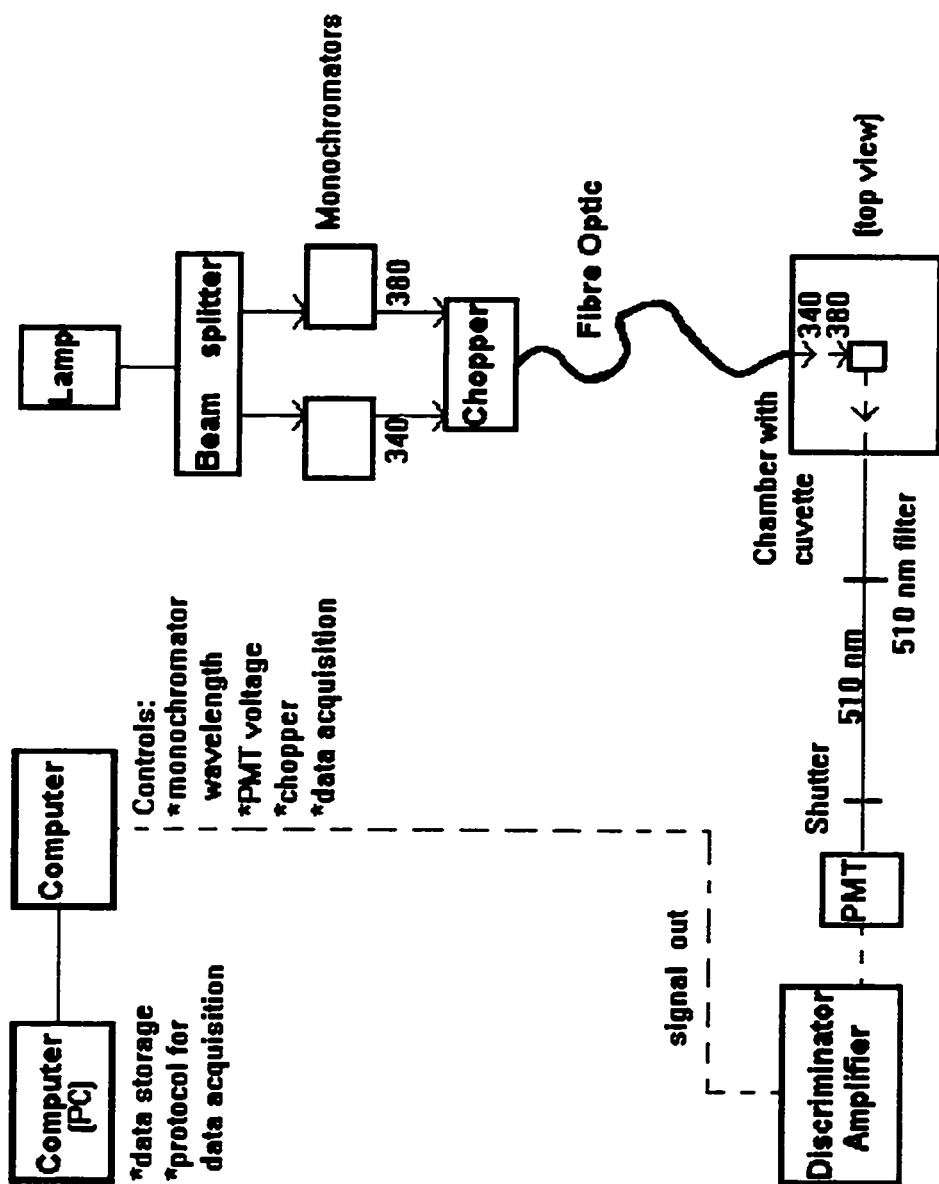 Lamp
Beam splitter
Monochromators
340
380
Chopper
Fibre Optic
340
380
(top view)
Chamber with
cuvette
510 nm filter
510 nm
Shutter
PMT
Discriminator
Amplifier
signal out
Computer
Controls:
*monochromator
wavelength
*PMT voltage
*chopper
*data acquisition
Computer
(PC)
*data storage
*protocol for
data acquisition